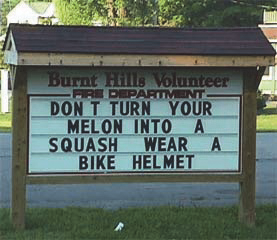 Burnt Hills Volunteer
FIRE DEPARTMENT
DON T TURN YOUR
MELON INTO A
SQUASH WEAR A
BIKE HELMET